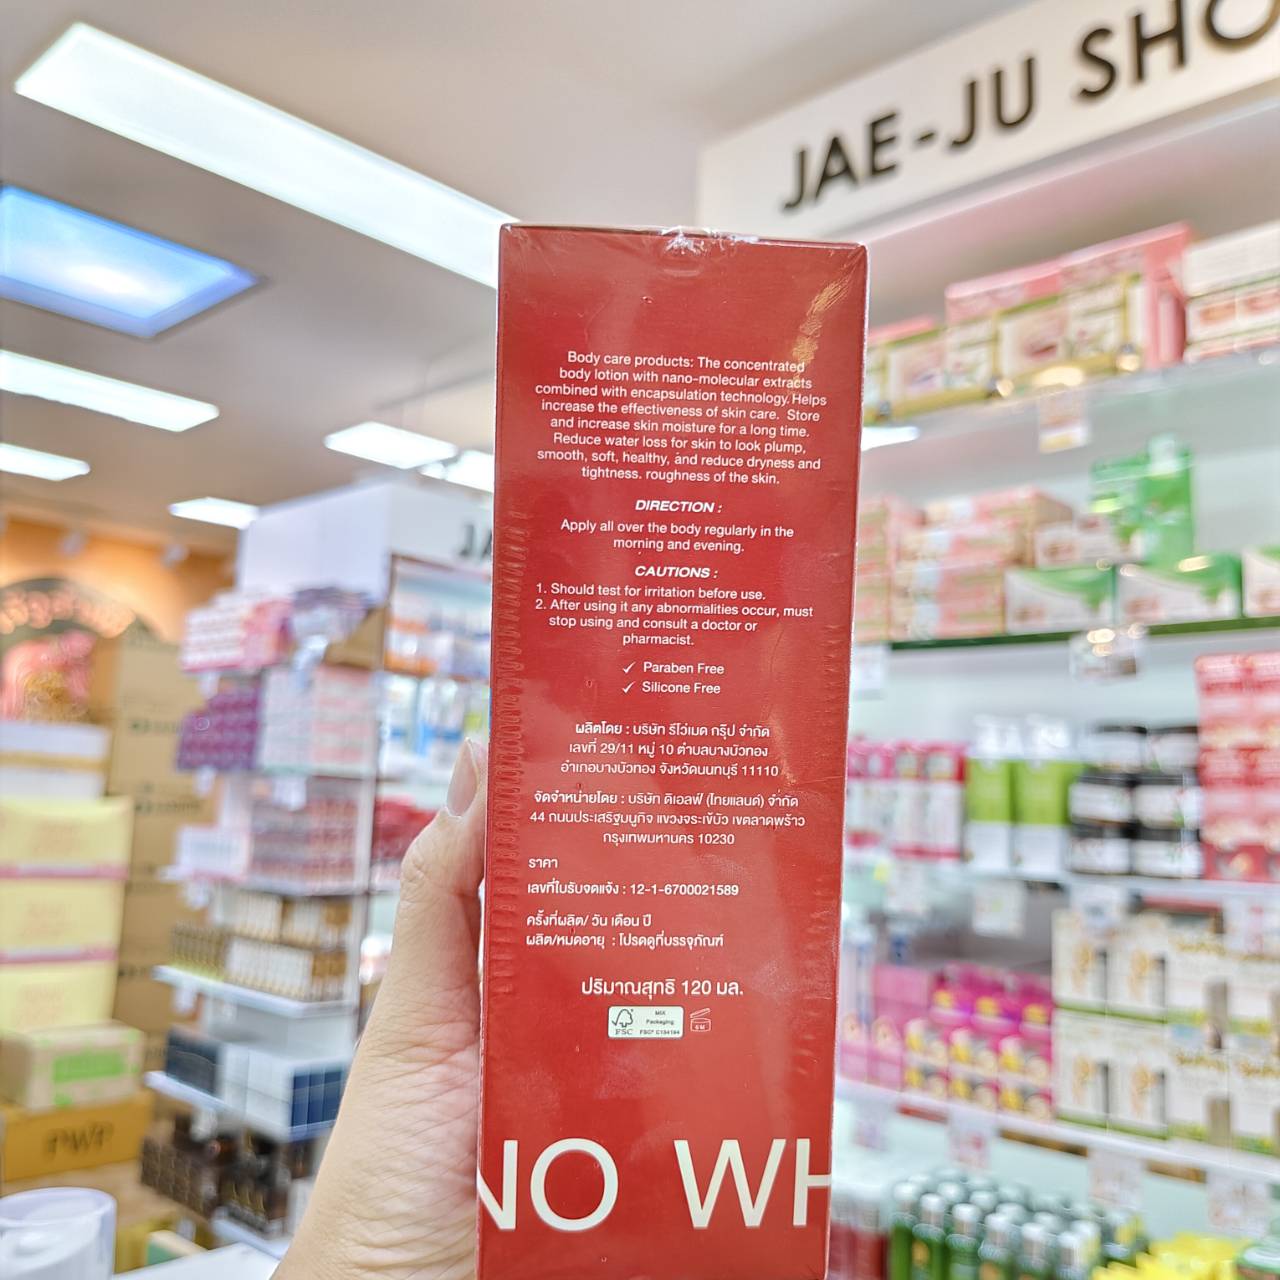 JAE-JU SHO
Body care products: The concentrated
body lotion with nano-molecular extracts
combined with encapsulation technology. Helps
increase the effectiveness of skin care. Store
and increase skin moisture for a long time.
Reduce water loss for skin to look plump,
smooth, soft, healthy, and reduce dryness and
tightness. roughness of the skin.
DIRECTION :
Apply all over the body regularly in the
morning and evening.
CAUTIONS :
1. Should test for irritation before use.
2. After using it any abnormalities occur, must
stop using and consult a doctor or
pharmacist.
✓ Paraben Free
✓ Silicone Free
ผลิตโดย : บริษัท รีโว่เมด กรุ๊ป จำกัด
เลขที่ 29/11 หมู่ 10 ตำบลบางบัวทอง
อำเภอบางบัวทอง จังหวัดนนทบุรี 11110
จัดจำหน่ายโดย : บริษัท ดิเอลฟ์ (ไทยแลนด์) จำกัด
44 ถนนประเสริฐมนูกิจ แขวงจระเข้บัว เขตลาดพร้าว
กรุงเทพมหานคร 10230
ราคา
เลขที่ใบรับจดแจ้ง : 12-1-6700021589
ครั้งที่ผลิต/ วัน เดือน ปี
ผลิต/หมดอายุ : โปรดดูที่บรรจุภัณฑ์
ปริมาณสุทธิ 120 มล.
FSC
MIX
Packaging
FSC® C154194
6 M
NO WH
PWP
JA